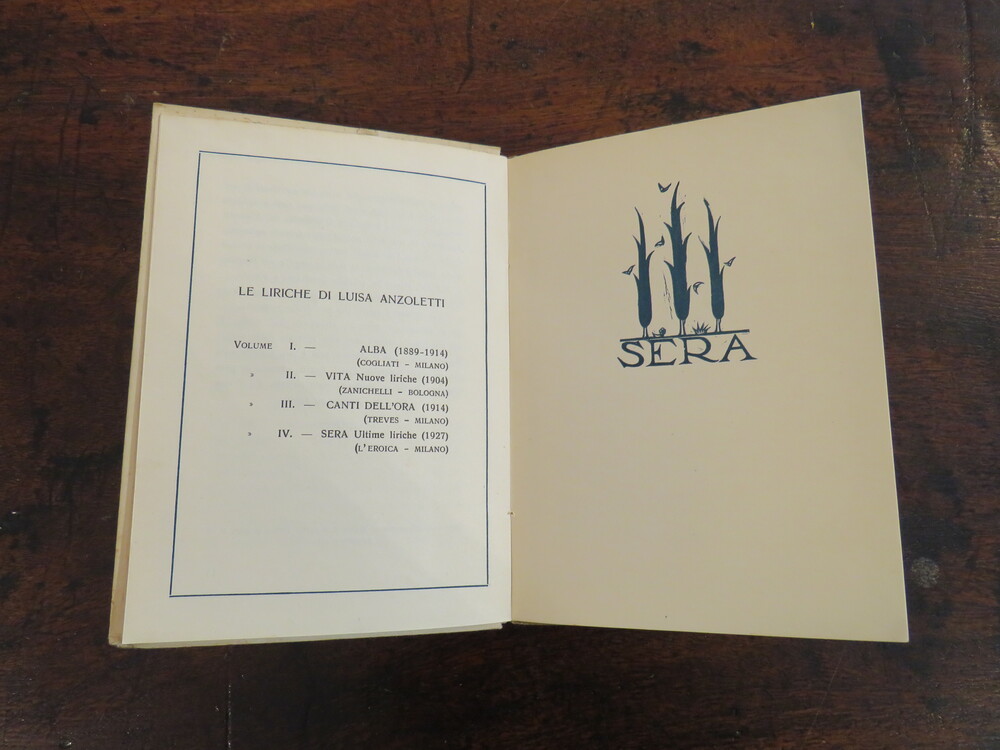 LE LIRICHE DI LUISA ANZOLETTI
VOLUME I. — ALBA (1889-1914)
(COGLIATI - MILANO)
» II. — VITA Nuove liriche (1904)
(ZANICHELLI - BOLOGNA)
» III. — CANTI DELL'ORA (1914)
(TREVES - MILANO)
» IV. — SERA Ultime liriche (1927)
(L'EROICA - MILANO)
SERA